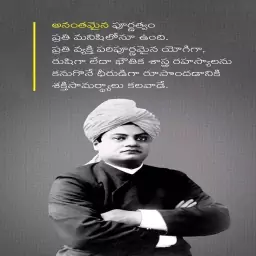 అనంతమైన పూర్ణత్వం
ప్రతి మనిషిలోనూ ఉంది.
ప్రతి వ్యక్తి పరిపూర్ణమైన యోగిగా,
ఋషిగా లేదా భౌతిక శాస్త్ర రహస్యాలను
కనుగొనే ధీరుడిగా రూపొందడానికి
శక్తిసామర్థ్యాలు కలవాడే.